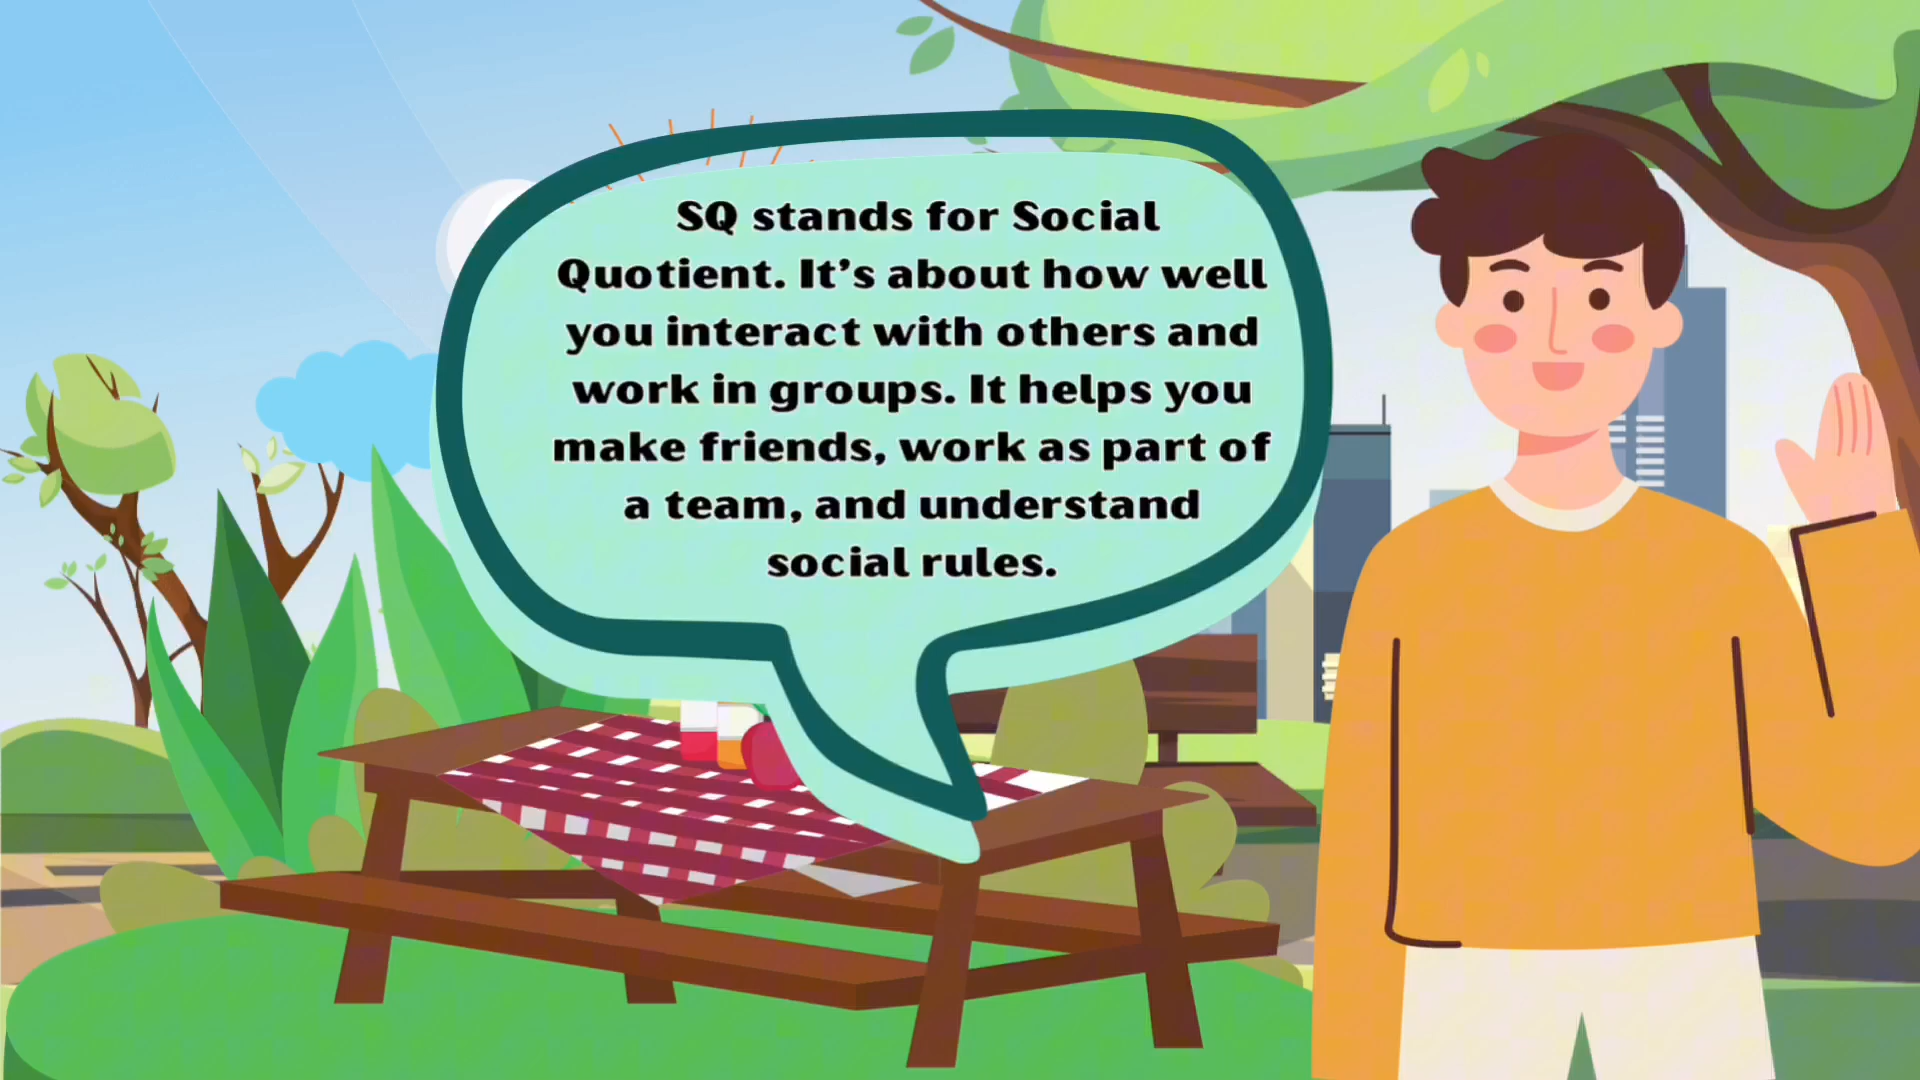 SQ stands for Social
Quotient. It’s about how well
you interact with others and
work in groups. It helps you
make friends, work as part of
a team, and understand
social rules.